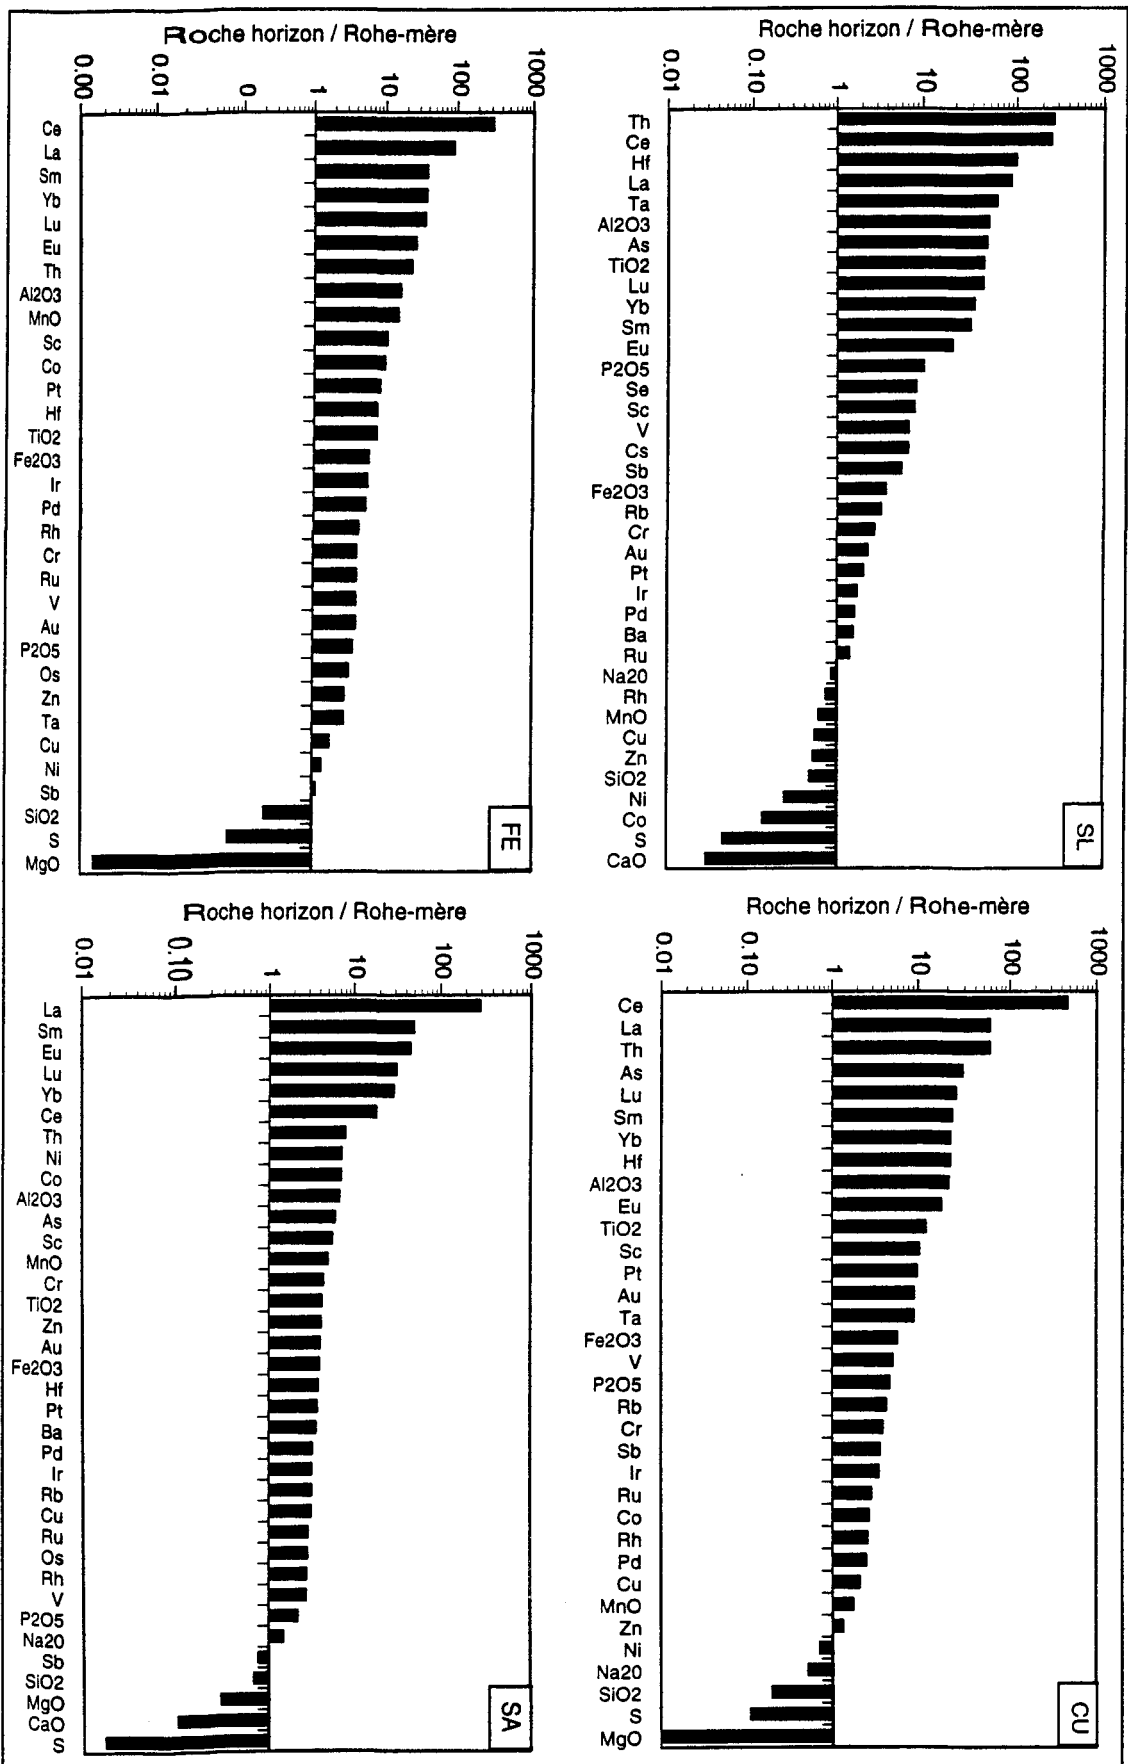 Roche horizon / Rohe-mère
0.00
0.01
0
1
10
100
1000
Ce
La
Sm
Yb
Lu
Eu
Th
Al2O3
MnO
Sc
Co
Pt
Hf
TiO2
Fe2O3
Ir
Pd
Rh
Cr
Ru
V
Au
P2O5
Os
Zn
Ta
Cu
Ni
Sb
SiO2
S
MgO
FE
Roche horizon / Rohe-mère
0.01
0.10
1
10
100
1000
Th
Ce
Hf
La
Ta
Al2O3
As
TiO2
Lu
Yb
Sm
Eu
P2O5
Se
Sc
V
Cs
Sb
Fe2O3
Rb
Cr
Au
Pt
Ir
Pd
Ba
Ru
Na20
Rh
MnO
Cu
Zn
SiO2
Ni
Co
S
CaO
SL
Roche horizon / Rohe-mère
0.01
0.10
1
10
100
1000
La
Sm
Eu
Lu
Yb
Ce
Th
Ni
Co
Al2O3
As
Sc
MnO
Cr
TiO2
Zn
Au
Fe2O3
Hf
Pt
Ba
Pd
Ir
Rb
Cu
Ru
Os
Rh
V
P2O5
Na20
Sb
SiO2
MgO
CaO
S
SA
Roche horizon / Rohe-mère
0.01
0.10
1
10
100
1000
Ce
La
Th
As
Lu
Sm
Yb
Hf
Al2O3
Eu
TiO2
Sc
Pt
Au
Ta
Fe2O3
V
P2O5
Rb
Cr
Sb
Ir
Ru
Co
Rh
Pd
Cu
MnO
Zn
Ni
Na20
SiO2
S
MgO
CU